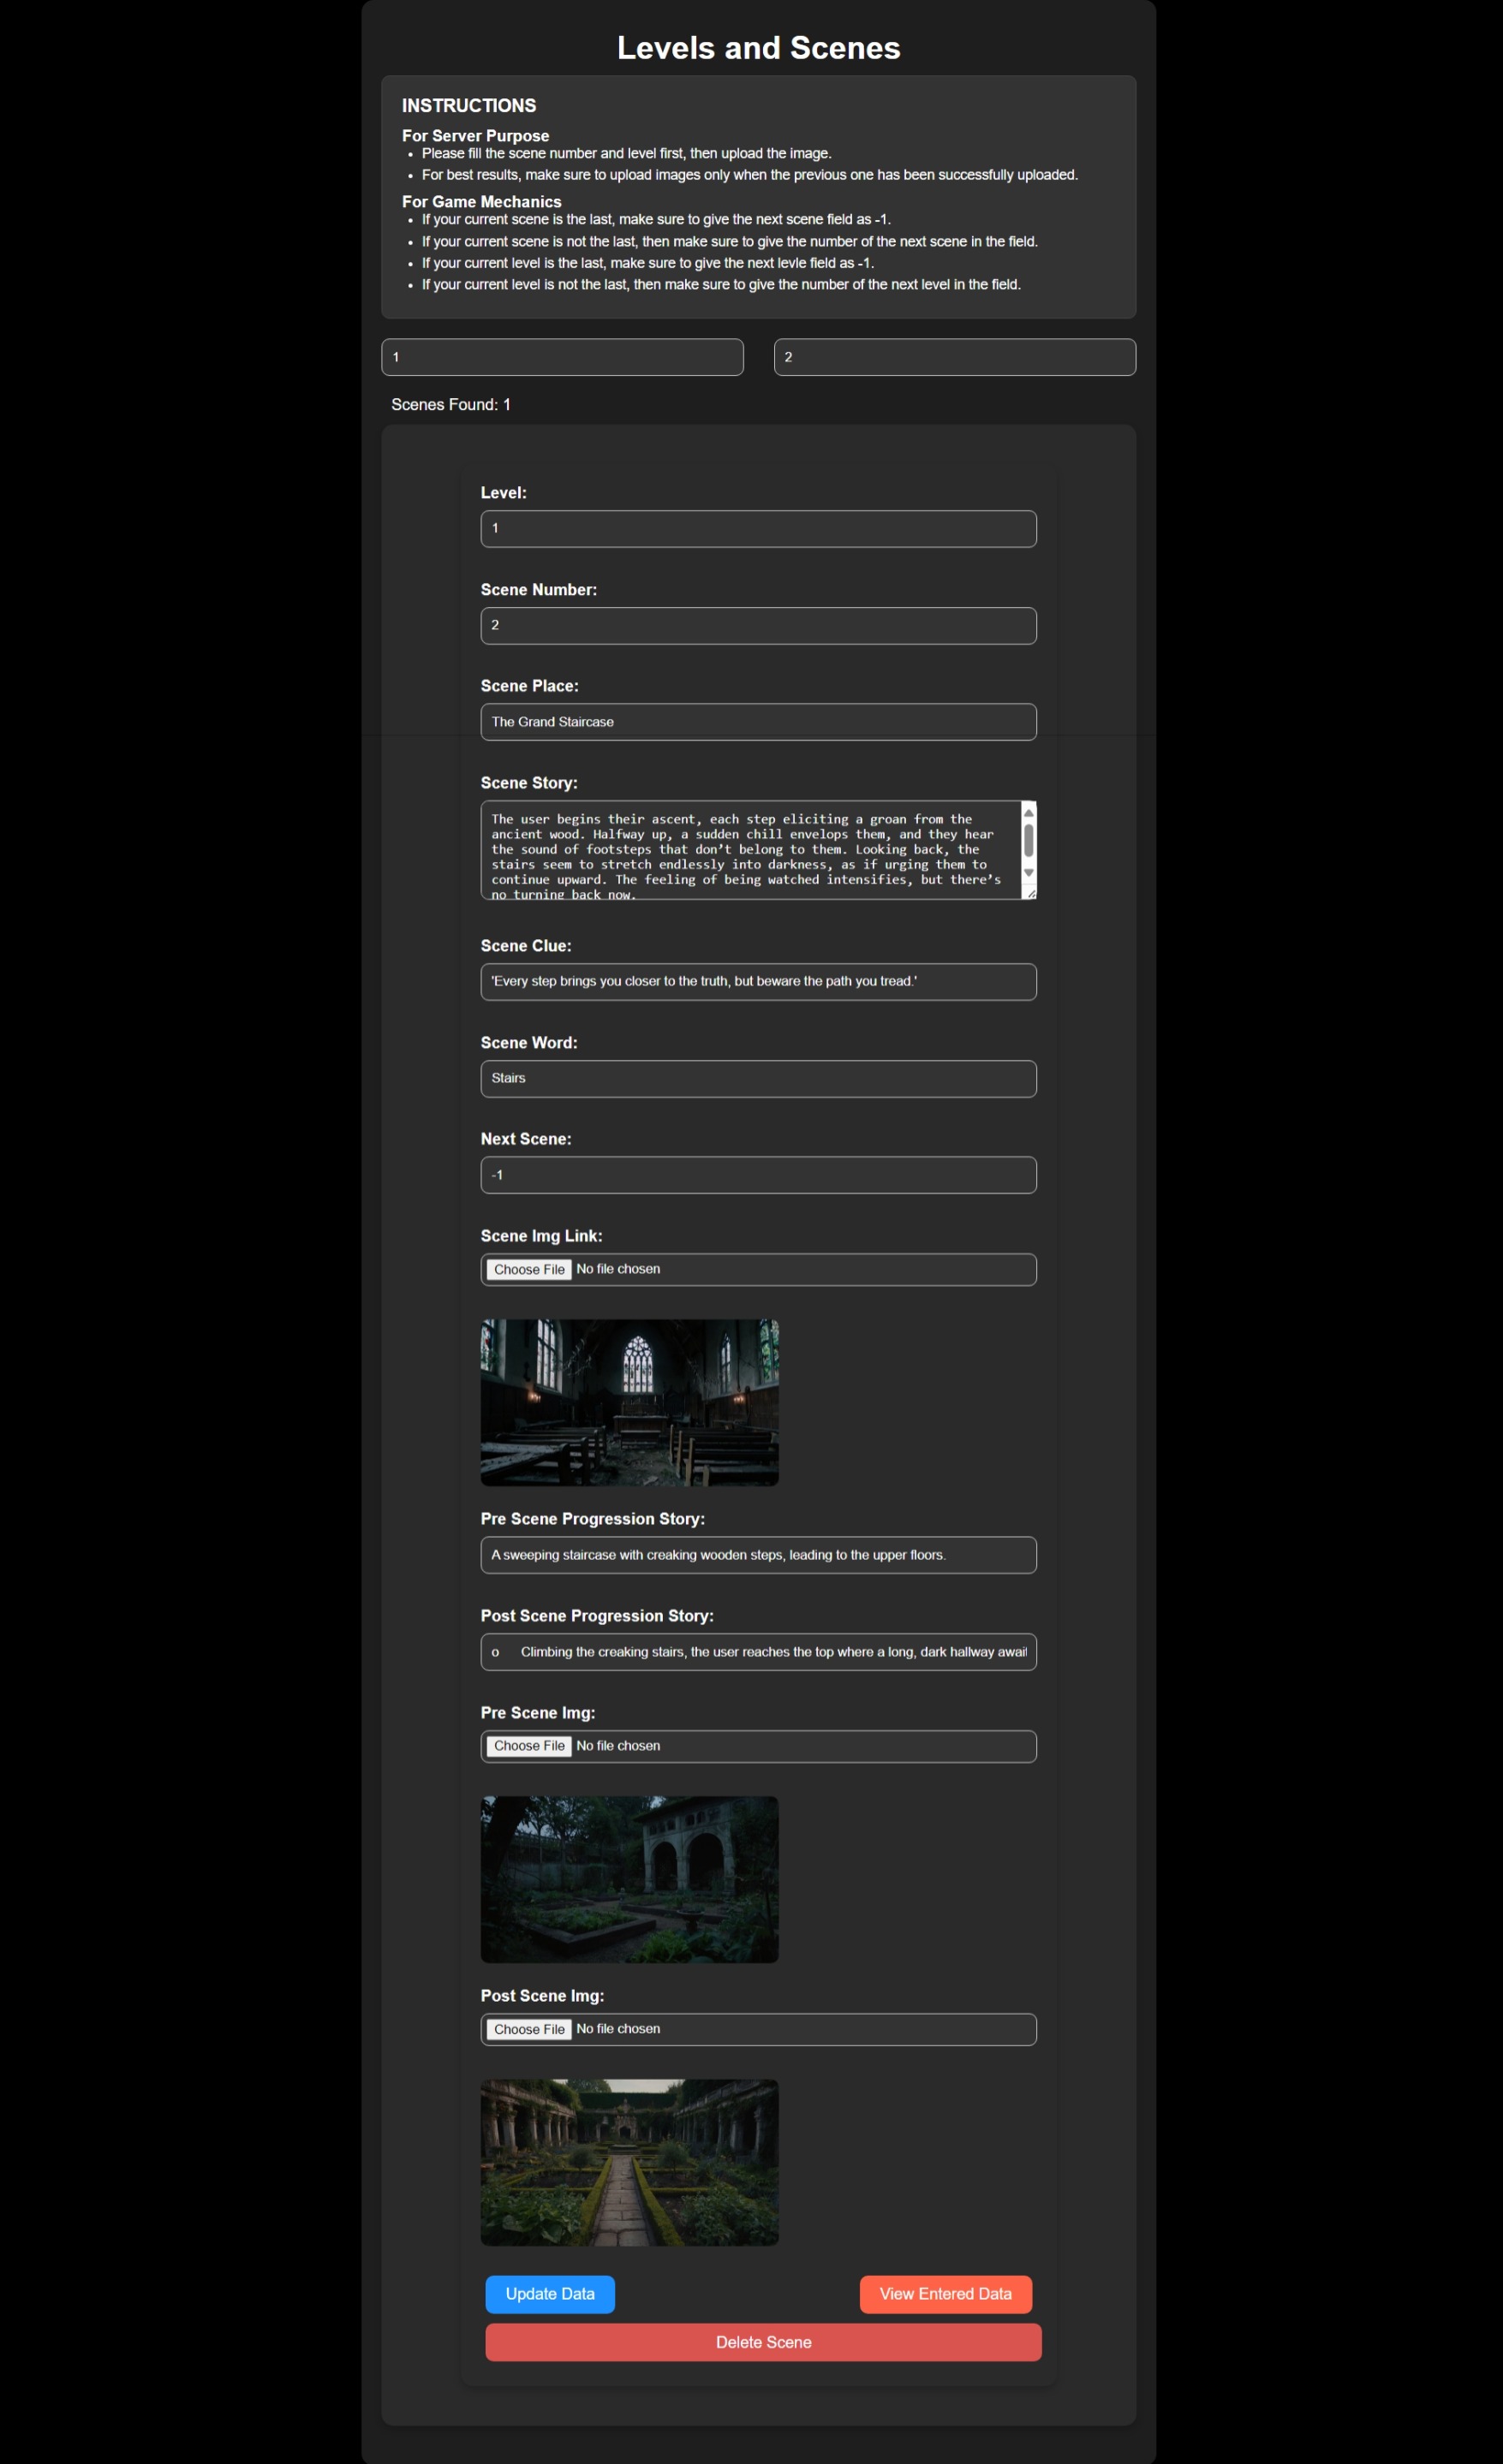 Levels and Scenes
INSTRUCTIONS
For Server Purpose
• Please fill the scene number and level first, then upload the image.
• For best results, make sure to upload images only when the previous one has been successfully uploaded.
For Game Mechanics
• If your current scene is the last, make sure to give the next scene field as -1.
• If your current scene is not the last, then make sure to give the number of the next scene in the field.
• If your current level is the last, make sure to give the next levle field as -1.
• If your current level is not the last, then make sure to give the number of the next level in the field.
1
2
Scenes Found: 1
Level:
1
Scene Number:
2
Scene Place:
The Grand Staircase
Scene Story:
The user begins their ascent, each step eliciting a groan from the
ancient wood. Halfway up, a sudden chill envelops them, and they hear
the sound of footsteps that don’t belong to them. Looking back, the
stairs seem to stretch endlessly into darkness, as if urging them to
continue upward. The feeling of being watched intensifies, but there’s
no turning back now.
Scene Clue:
'Every step brings you closer to the truth, but beware the path you tread.'
Scene Word:
Stairs
Next Scene:
-1
Scene Img Link:
Choose File No file chosen
Pre Scene Progression Story:
A sweeping staircase with creaking wooden steps, leading to the upper floors.
Post Scene Progression Story:
o Climbing the creaking stairs, the user reaches the top where a long, dark hallway await
Pre Scene Img:
Choose File No file chosen
Post Scene Img:
Choose File No file chosen
Update Data
View Entered Data
Delete Scene